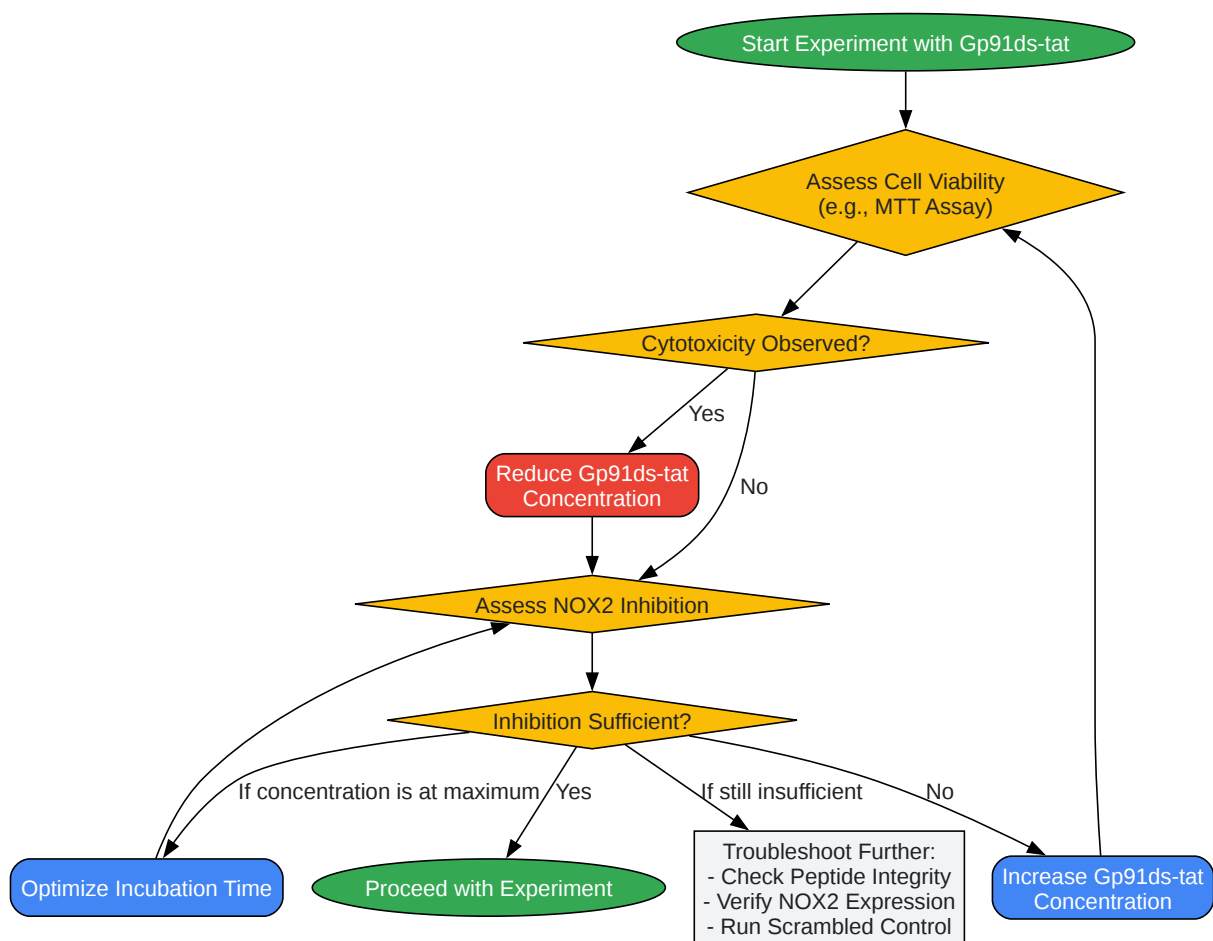 Start Experiment with Gp91ds-tat
Assess Cell Viability
(e.g., MTT Assay)
Cytotoxicity Observed?
Yes
Reduce Gp91ds-tat
Concentration
No
Assess NOX2 Inhibition
Inhibition Sufficient?
If concentration is at maximum
Yes
If still insufficient
No
Optimize Incubation Time
Proceed with Experiment
Troubleshoot Further:
- Check Peptide Integrity
- Verify NOX2 Expression
- Run Scrambled Control
Increase Gp91ds-tat
Concentration